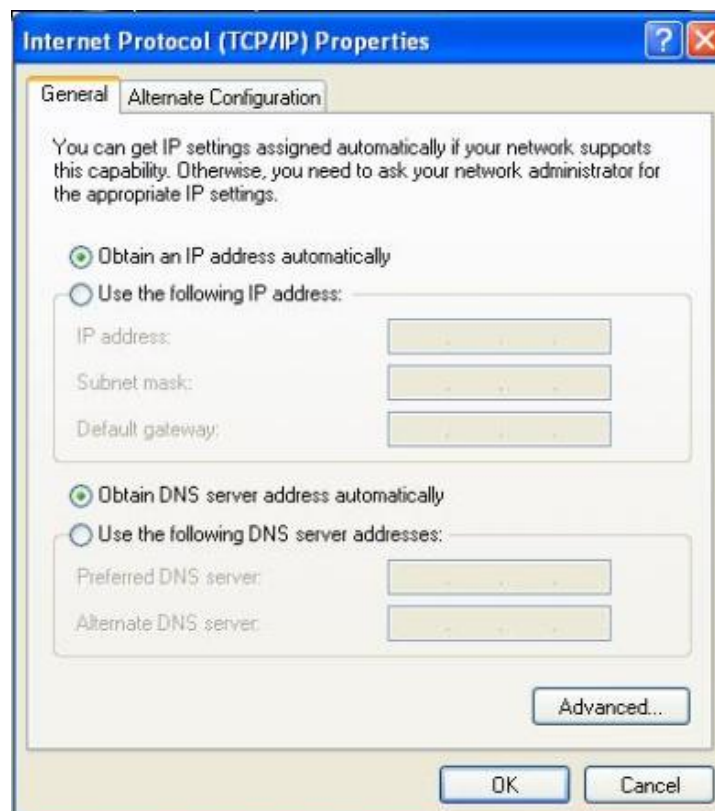 Internet Protocol (TCP/IP) Properties
General
Alternate Configuration
You can get IP settings assigned automatically if your network supports
this capability. Otherwise, you need to ask your network administrator for
the appropriate IP settings.
Obtain an IP address automatically
Use the following IP address:
IP address:
Subnet mask:
Default gateway:
Obtain DNS server address automatically
Use the following DNS server addresses:
Preferred DNS server:
Alternate DNS server:
Advanced...
OK
Cancel